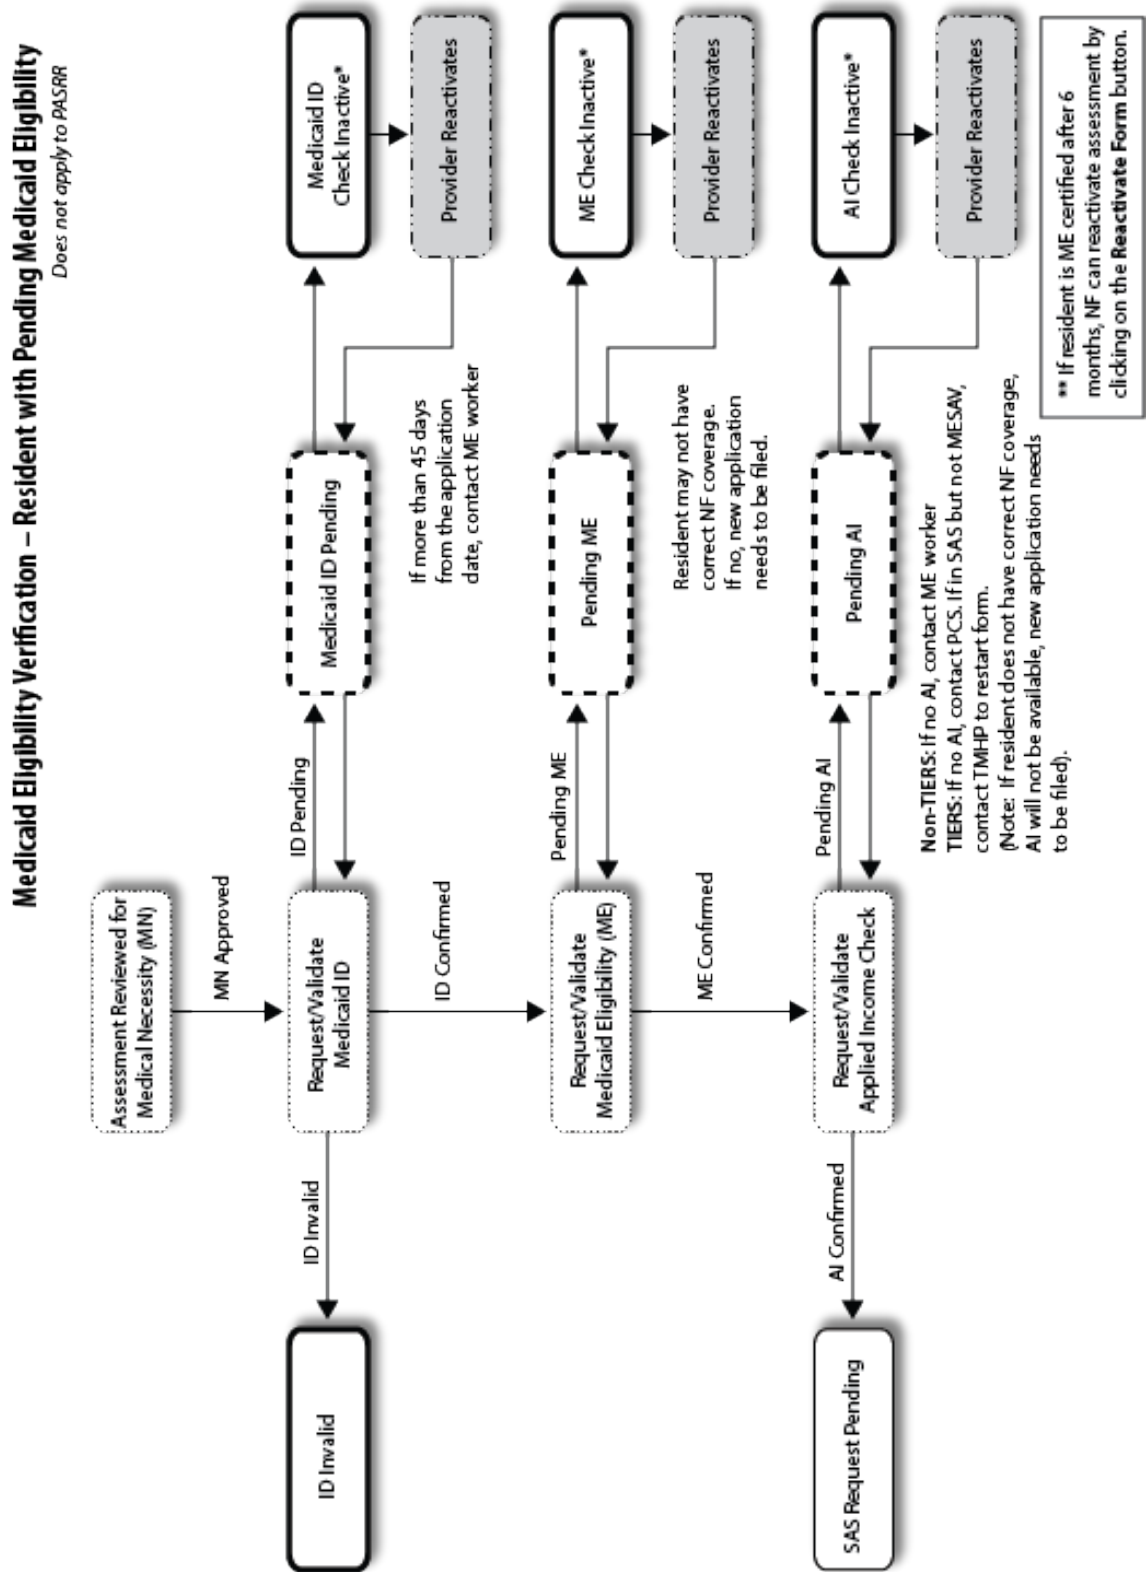 Medicaid Eligibility Verification – Resident with Pending Medicaid Eligibility
Does not apply to PASRR
Assessment Reviewed for
Medical Necessity (MN)
MN Approved
ID Invalid
ID Invalid
Request/Validate
Medicaid ID
ID Pending
Medicaid ID Pending
Medicaid ID
Check Inactive*
Provider Reactivates
If more than 45 days
from the application
date, contact ME worker
ID Confirmed
Request/Validate
Medicaid Eligibility (ME)
Pending ME
Pending ME
ME Check Inactive*
Provider Reactivates
Resident may not have
correct NF coverage.
If no, new application
needs to be filed.
ME Confirmed
SAS Request Pending
AI Confirmed
Request/Validate
Applied Income Check
Pending AI
Pending AI
AI Check Inactive*
Provider Reactivates
Non-TIERS: If no AI, contact ME worker
TIERS: If no AI, contact PCS. If in SAS but not MESAV,
contact TMHP to restart form.
(Note: If resident does not have correct NF coverage,
AI will not be available, new application needs
to be filed).
** If resident is ME certified after 6
months, NF can reactivate assessment by
clicking on the Reactivate Form button.